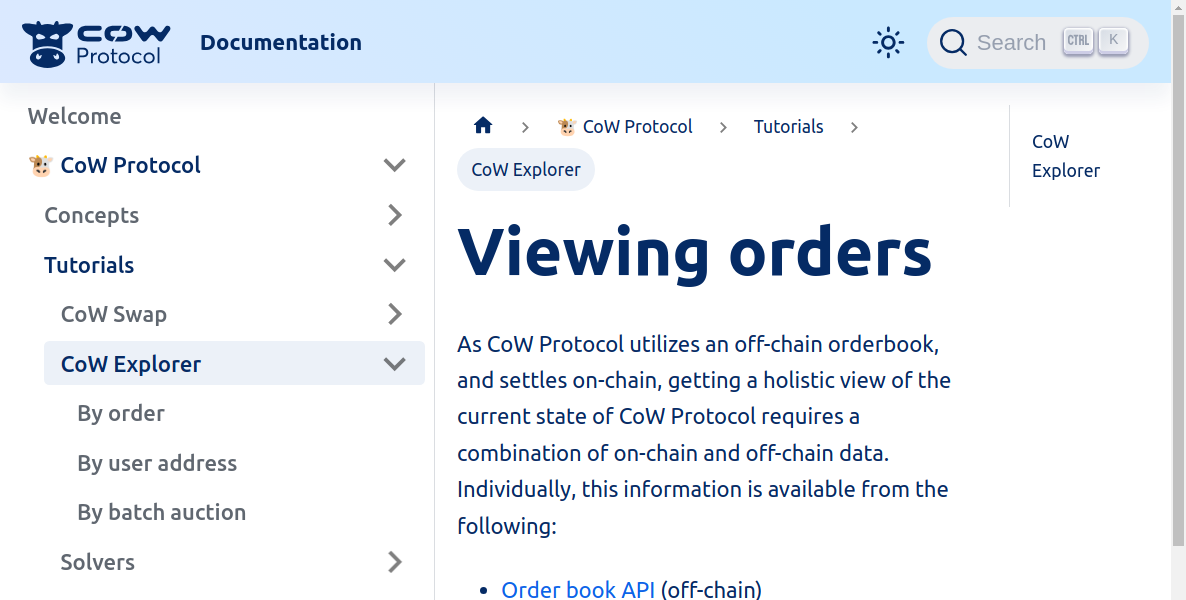 COW
Protocol
Documentation
Search
CTRL
K
Welcome
CoW Protocol
Concepts
Tutorials
CoW Swap
CoW Explorer
By order
By user address
By batch auction
Solvers
CoW Protocol
Tutorials
CoW Explorer
Viewing orders
As CoW Protocol utilizes an off-chain orderbook,
and settles on-chain, getting a holistic view of the
current state of CoW Protocol requires a
combination of on-chain and off-chain data.
Individually, this information is available from the
following:
• Order book API (off-chain)
CoW
Explorer